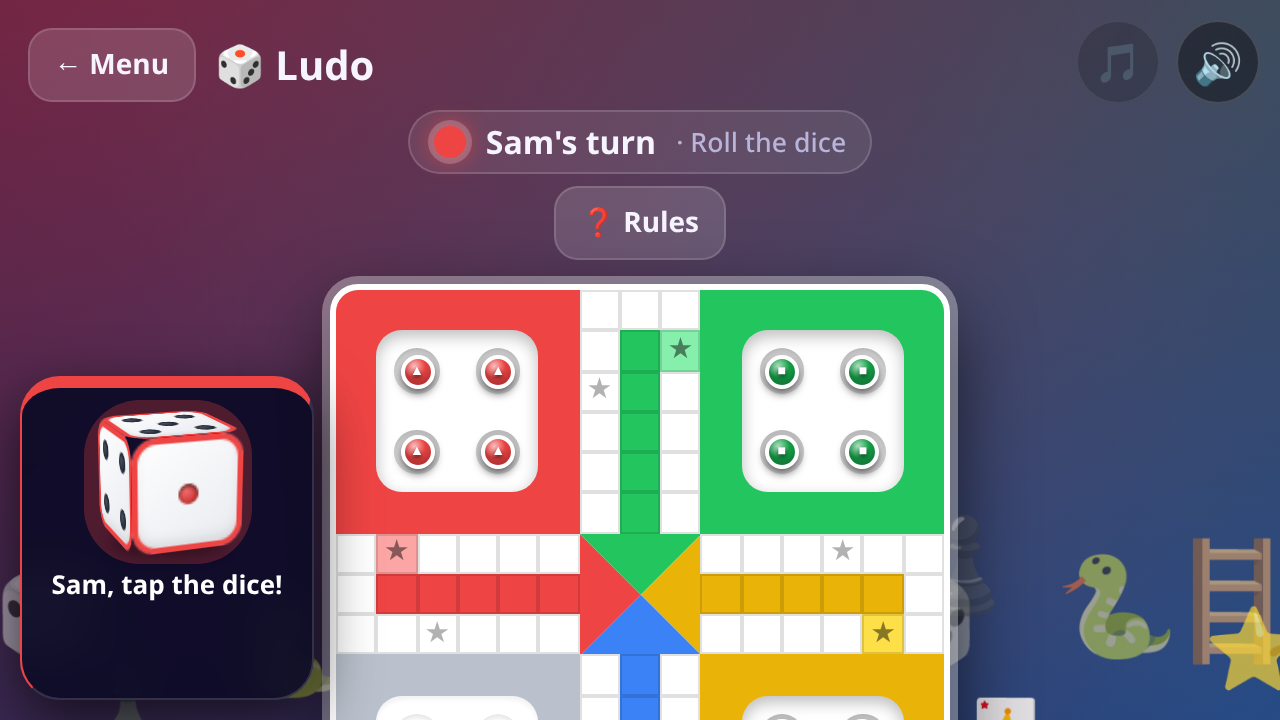 ← Menu
Ludo
Sam's turn · Roll the dice
Rules
Sam, tap the dice!